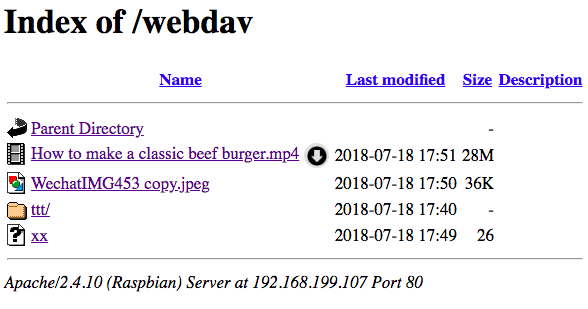 Index of /webdav
Name Last modified Size Description
Parent Directory -
How to make a classic beef burger.mp4 2018-07-18 17:51 28M
WechatIMG453 copy.jpeg 2018-07-18 17:50 36K
ttt/ 2018-07-18 17:40 -
xx 2018-07-18 17:49 26
Apache/2.4.10 (Raspbian) Server at 192.168.199.107 Port 80